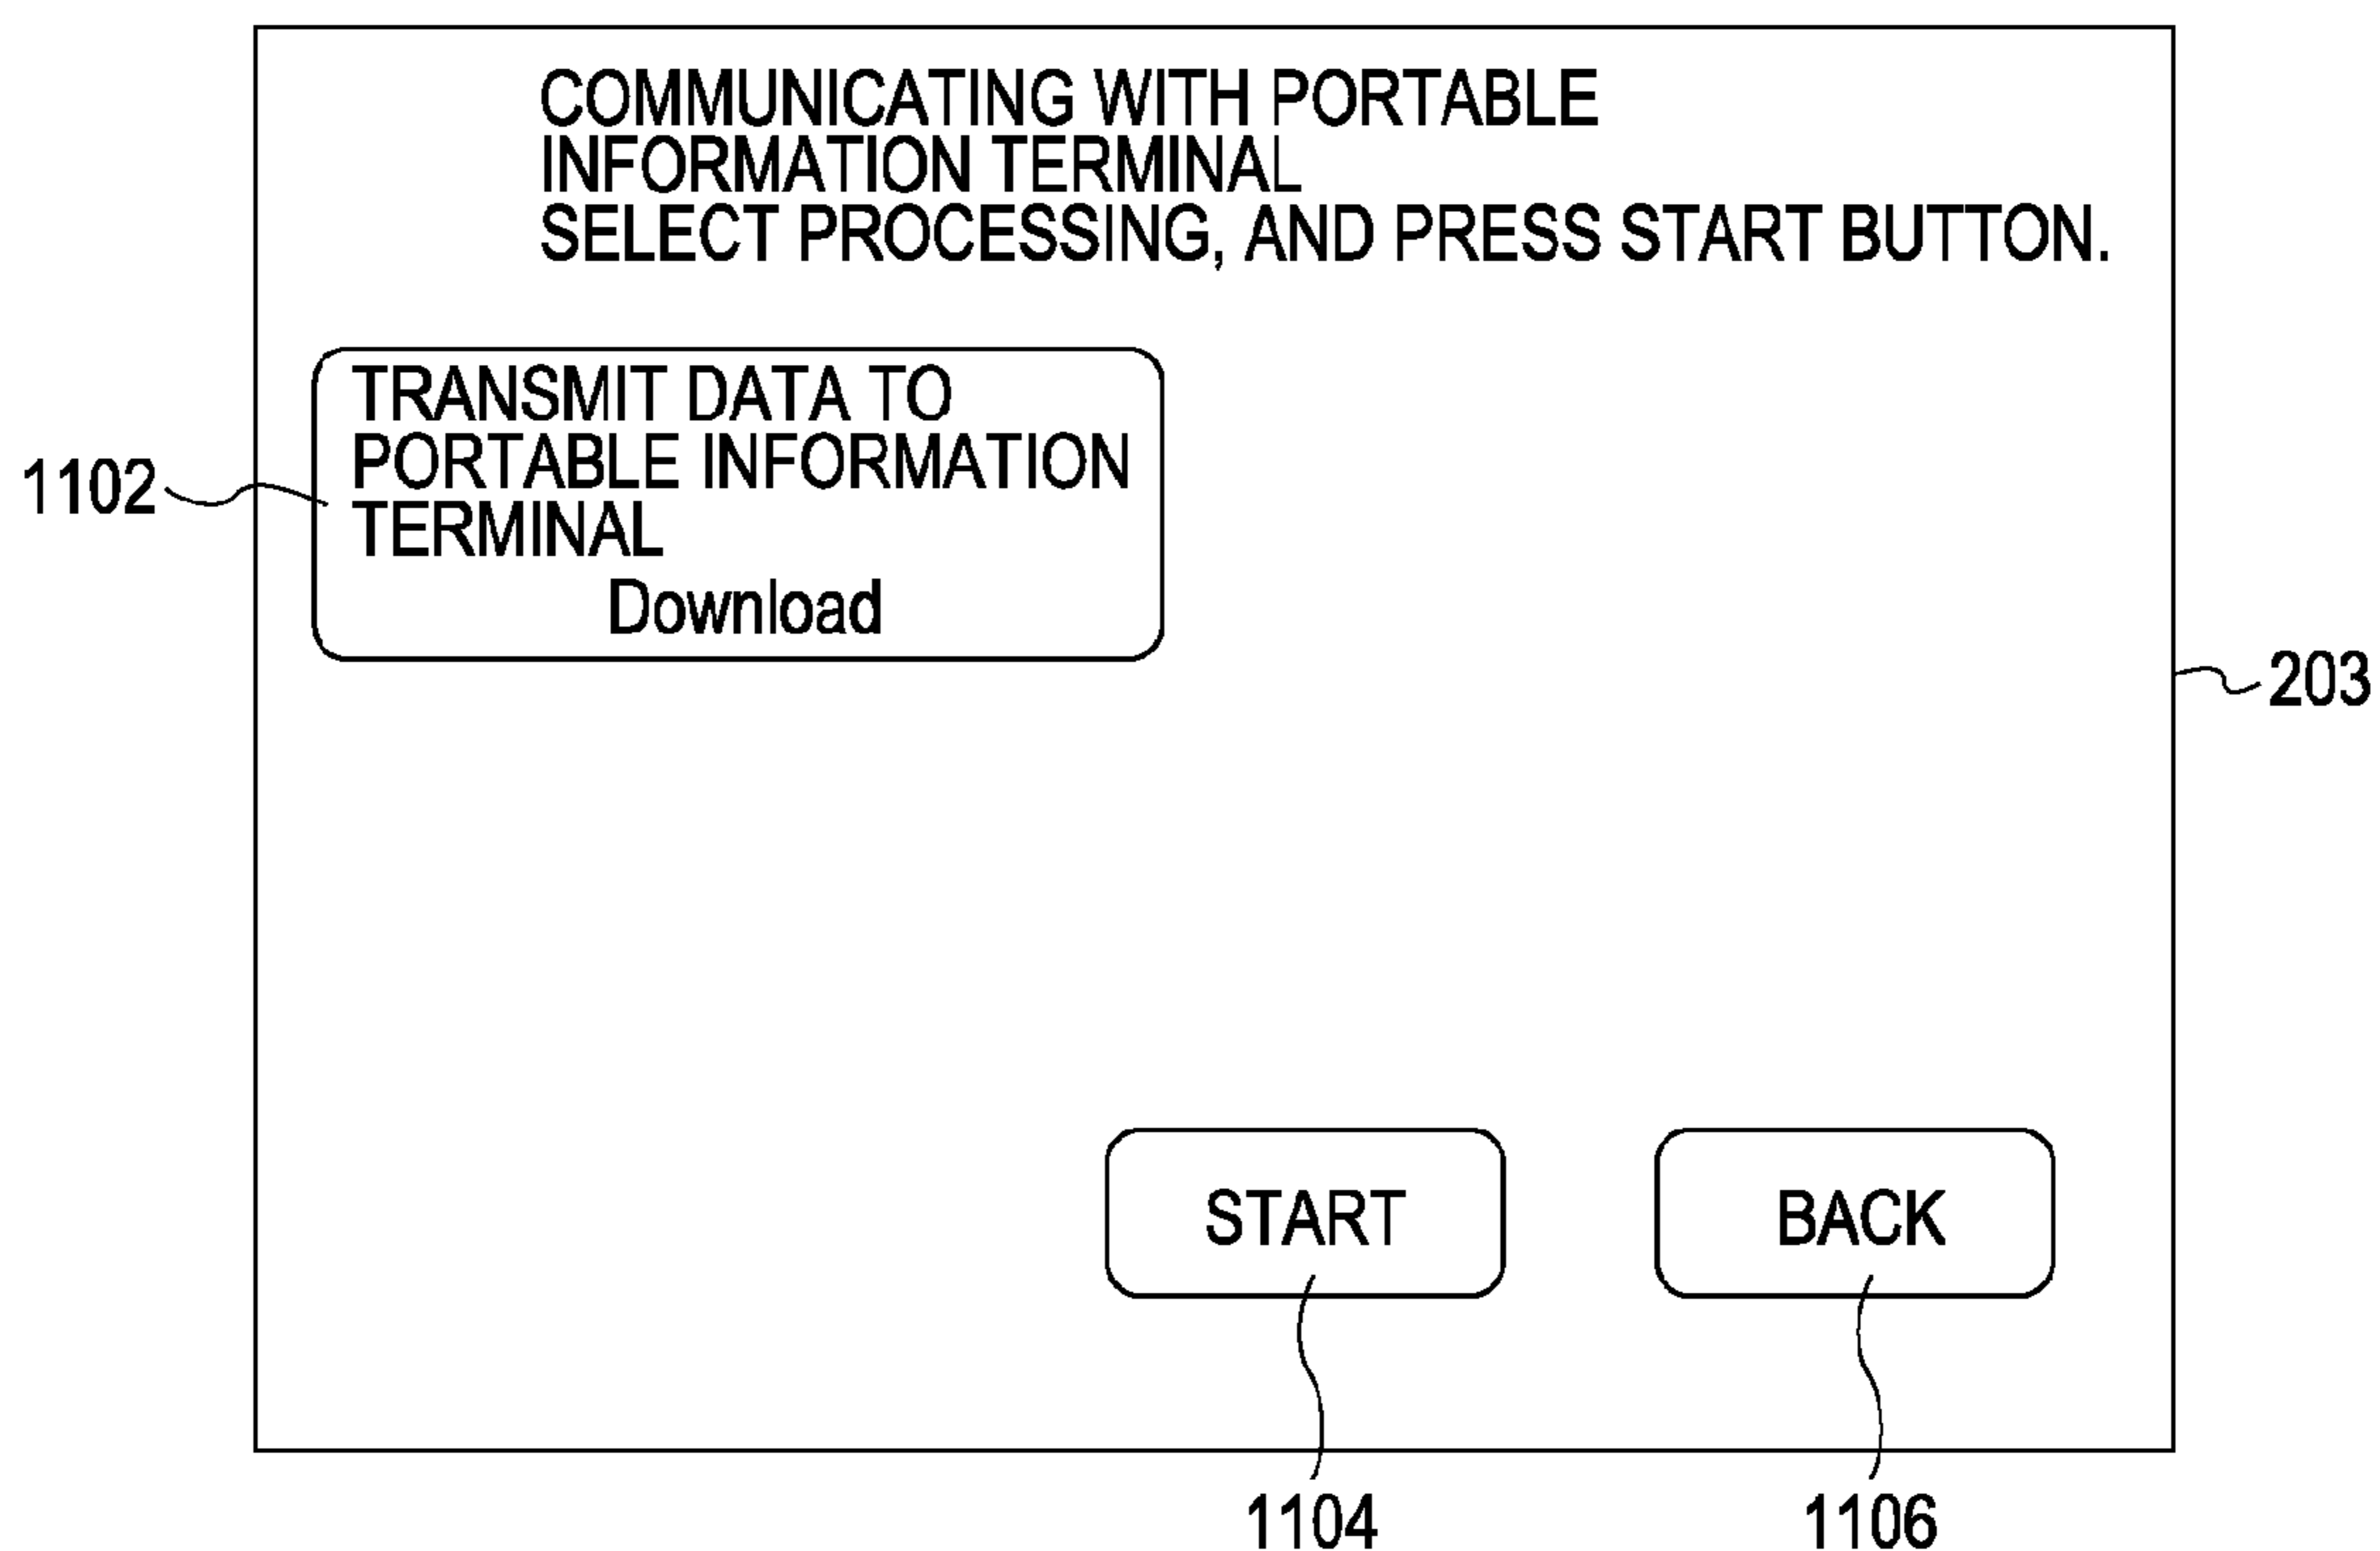 COMMUNICATING WITH PORTABLE
INFORMATION TERMINAL
SELECT PROCESSING, AND PRESS START BUTTON.
TRANSMIT DATA TO
PORTABLE INFORMATION
TERMINAL
Download
1102
203
START
BACK
1104
1106